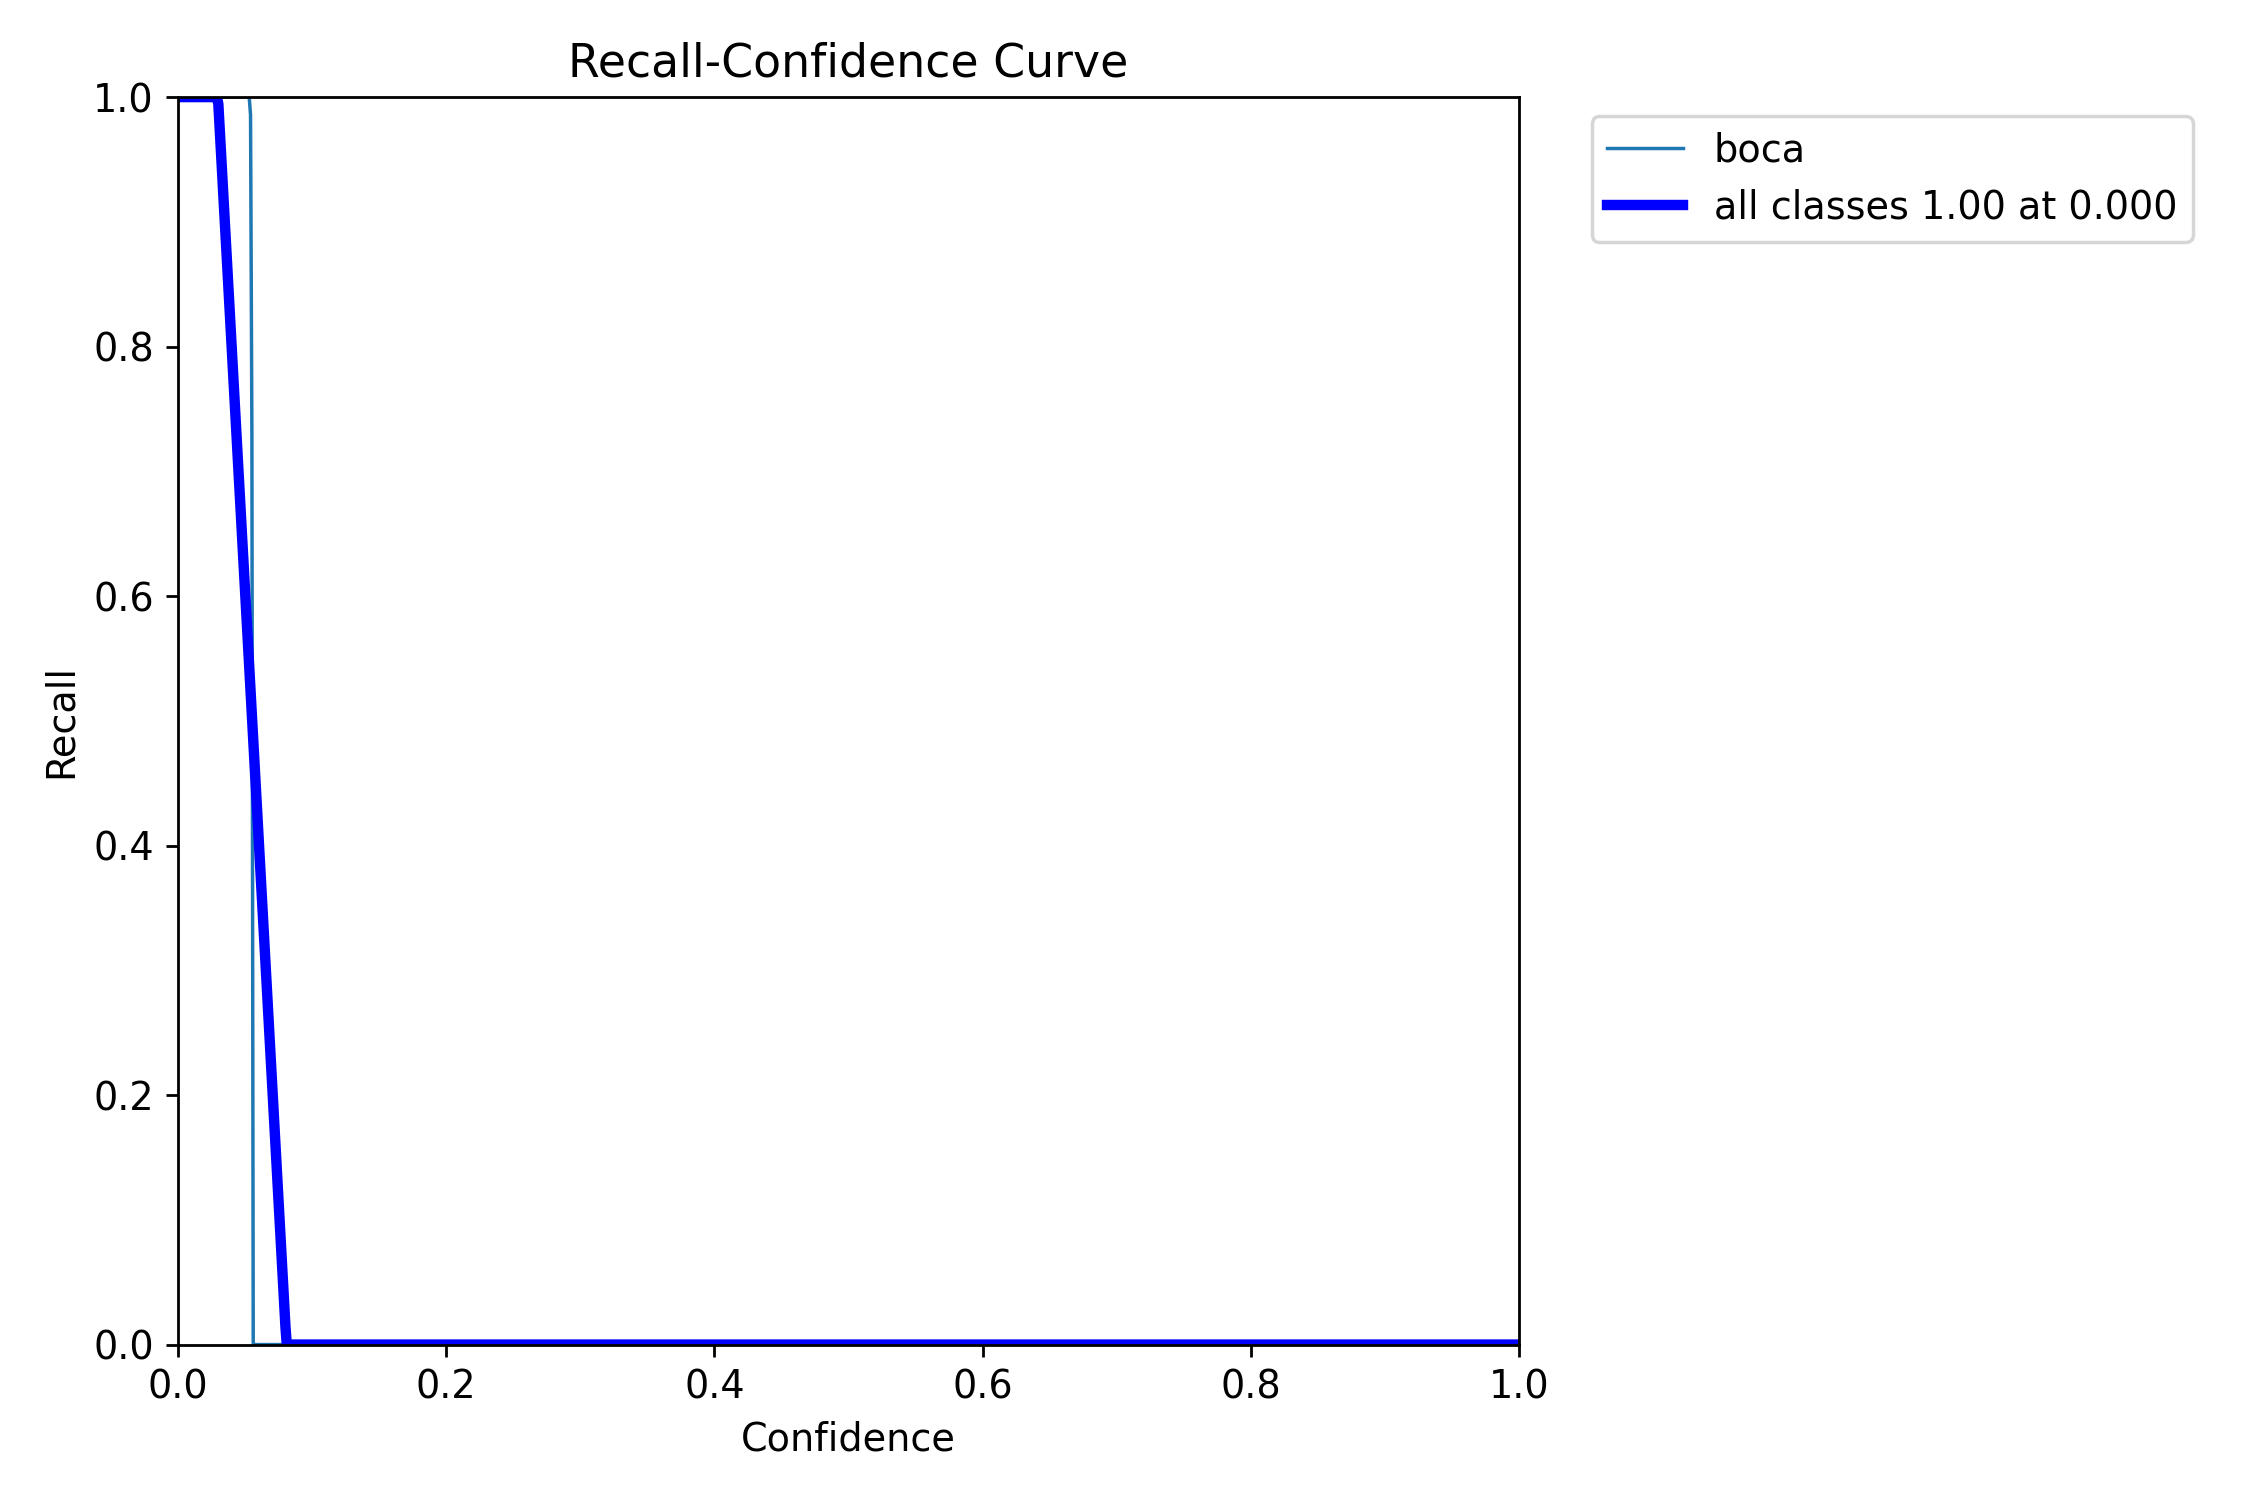 Recall-Confidence Curve
1.0
0.8
0.6
0.4
0.2
0.0
Recall
0.0 0.2 0.4 0.6 0.8 1.0
Confidence
boca
all classes 1.00 at 0.000